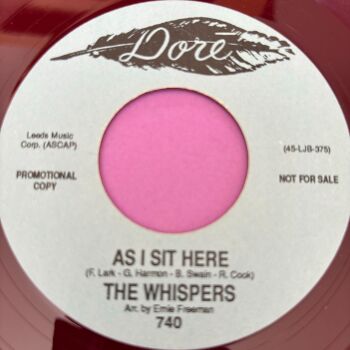 Doré
Leeds Music
Corp. (ASCAP)
(45-LJB-375)
PROMOTIONAL
COPY
NOT FOR SALE
AS I SIT HERE
(F. Lark - G. Harmon - B. Swain - R. Cook)
THE WHISPERS
Arr. by Ernie Freeman
740